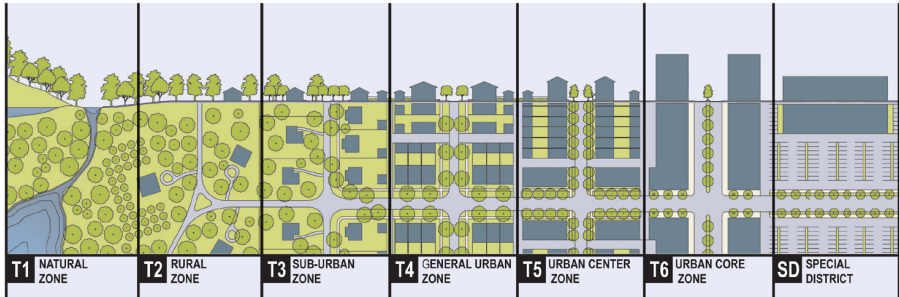 T1 NATURAL
ZONE
T2 RURAL
ZONE
T3 SUB-URBAN
ZONE
T4 GENERAL URBAN
ZONE
T5 URBAN CENTER
ZONE
T6 URBAN CORE
ZONE
SD SPECIAL
DISTRICT